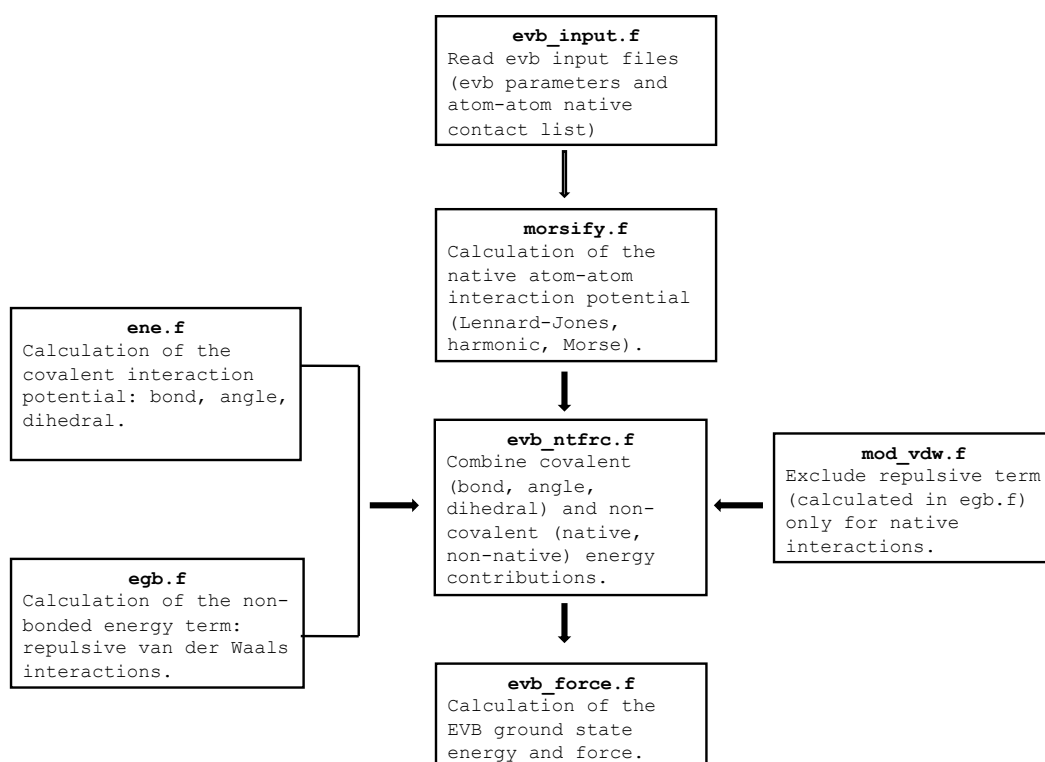 evb_input.f
Read evb input files
(evb parameters and
atom-atom native
contact list)
morsify.f
Calculation of the
native atom-atom
interaction potential
(Lennard-Jones,
harmonic, Morse).
ene.f
Calculation of the
covalent interaction
potential: bond, angle,
dihedral.
evb_ntfrc.f
Combine covalent
(bond, angle,
dihedral) and non-
covalent (native,
non-native) energy
contributions.
mod_vdw.f
Exclude repulsive term
(calculated in egb.f)
only for native
interactions.
egb.f
Calculation of the non-
bonded energy term:
repulsive van der Waals
interactions.
evb_force.f
Calculation of the
EVB ground state
energy and force.